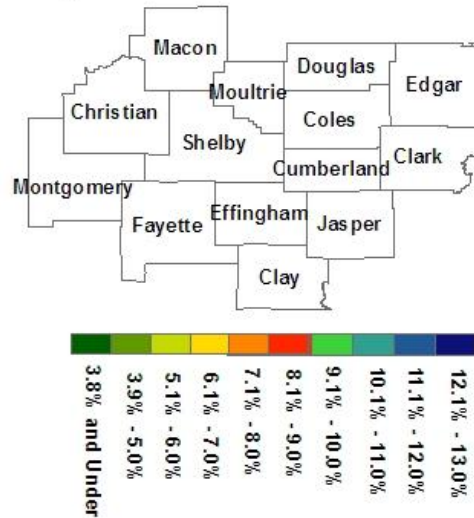 Macon
Douglas
Edgar
Moultrie
Christian
Coles
Shelby
Cumberland
Clark
Montgomery
Effingham
Fayette
Jasper
Clay
3.8% and Under
3.9% - 5.0%
5.1% - 6.0%
6.1% - 7.0%
7.1% - 8.0%
8.1% - 9.0%
9.1% - 10.0%
10.1% - 11.0%
11.1% - 12.0%
12.1% - 13.0%